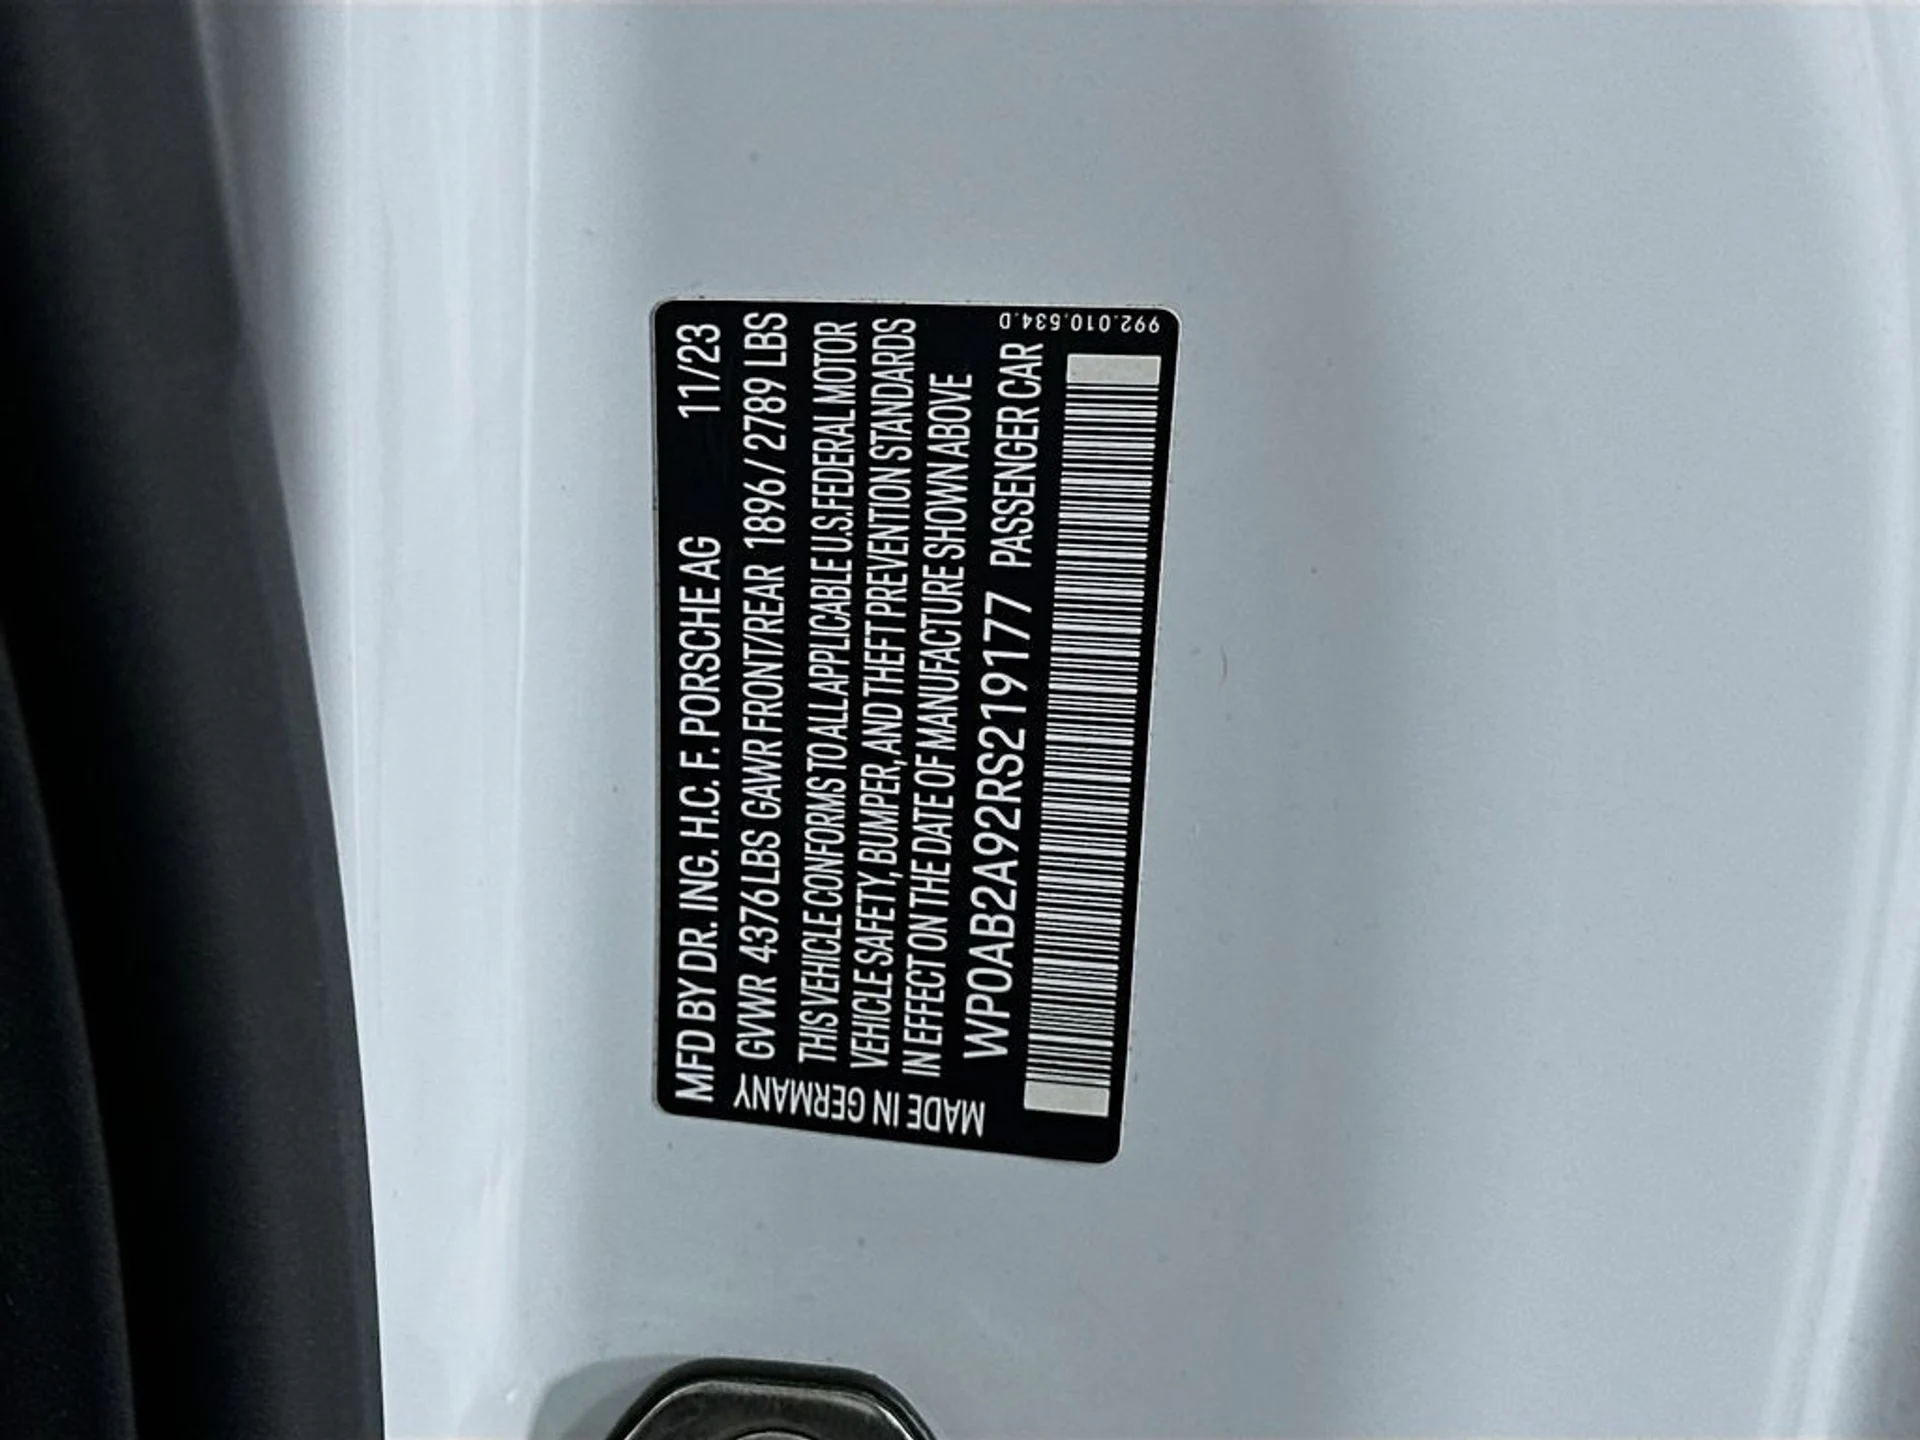 MFD BY DR. ING. H.C. F. PORSCHE AG 11/23
GVWR 4376LBS GAWR FRONT/REAR 1896 / 2789 LBS
THIS VEHICLE CONFORMS TO ALL APPLICABLE U.S. FEDERAL MOTOR
VEHICLE SAFETY, BUMPER, AND THEFT PREVENTION STANDARDS
IN EFFECT ON THE DATE OF MANUFACTURE SHOWN ABOVE
WP0AB2A92RS219177 PASSENGER CAR
MADE IN GERMANY
992.010.534.D